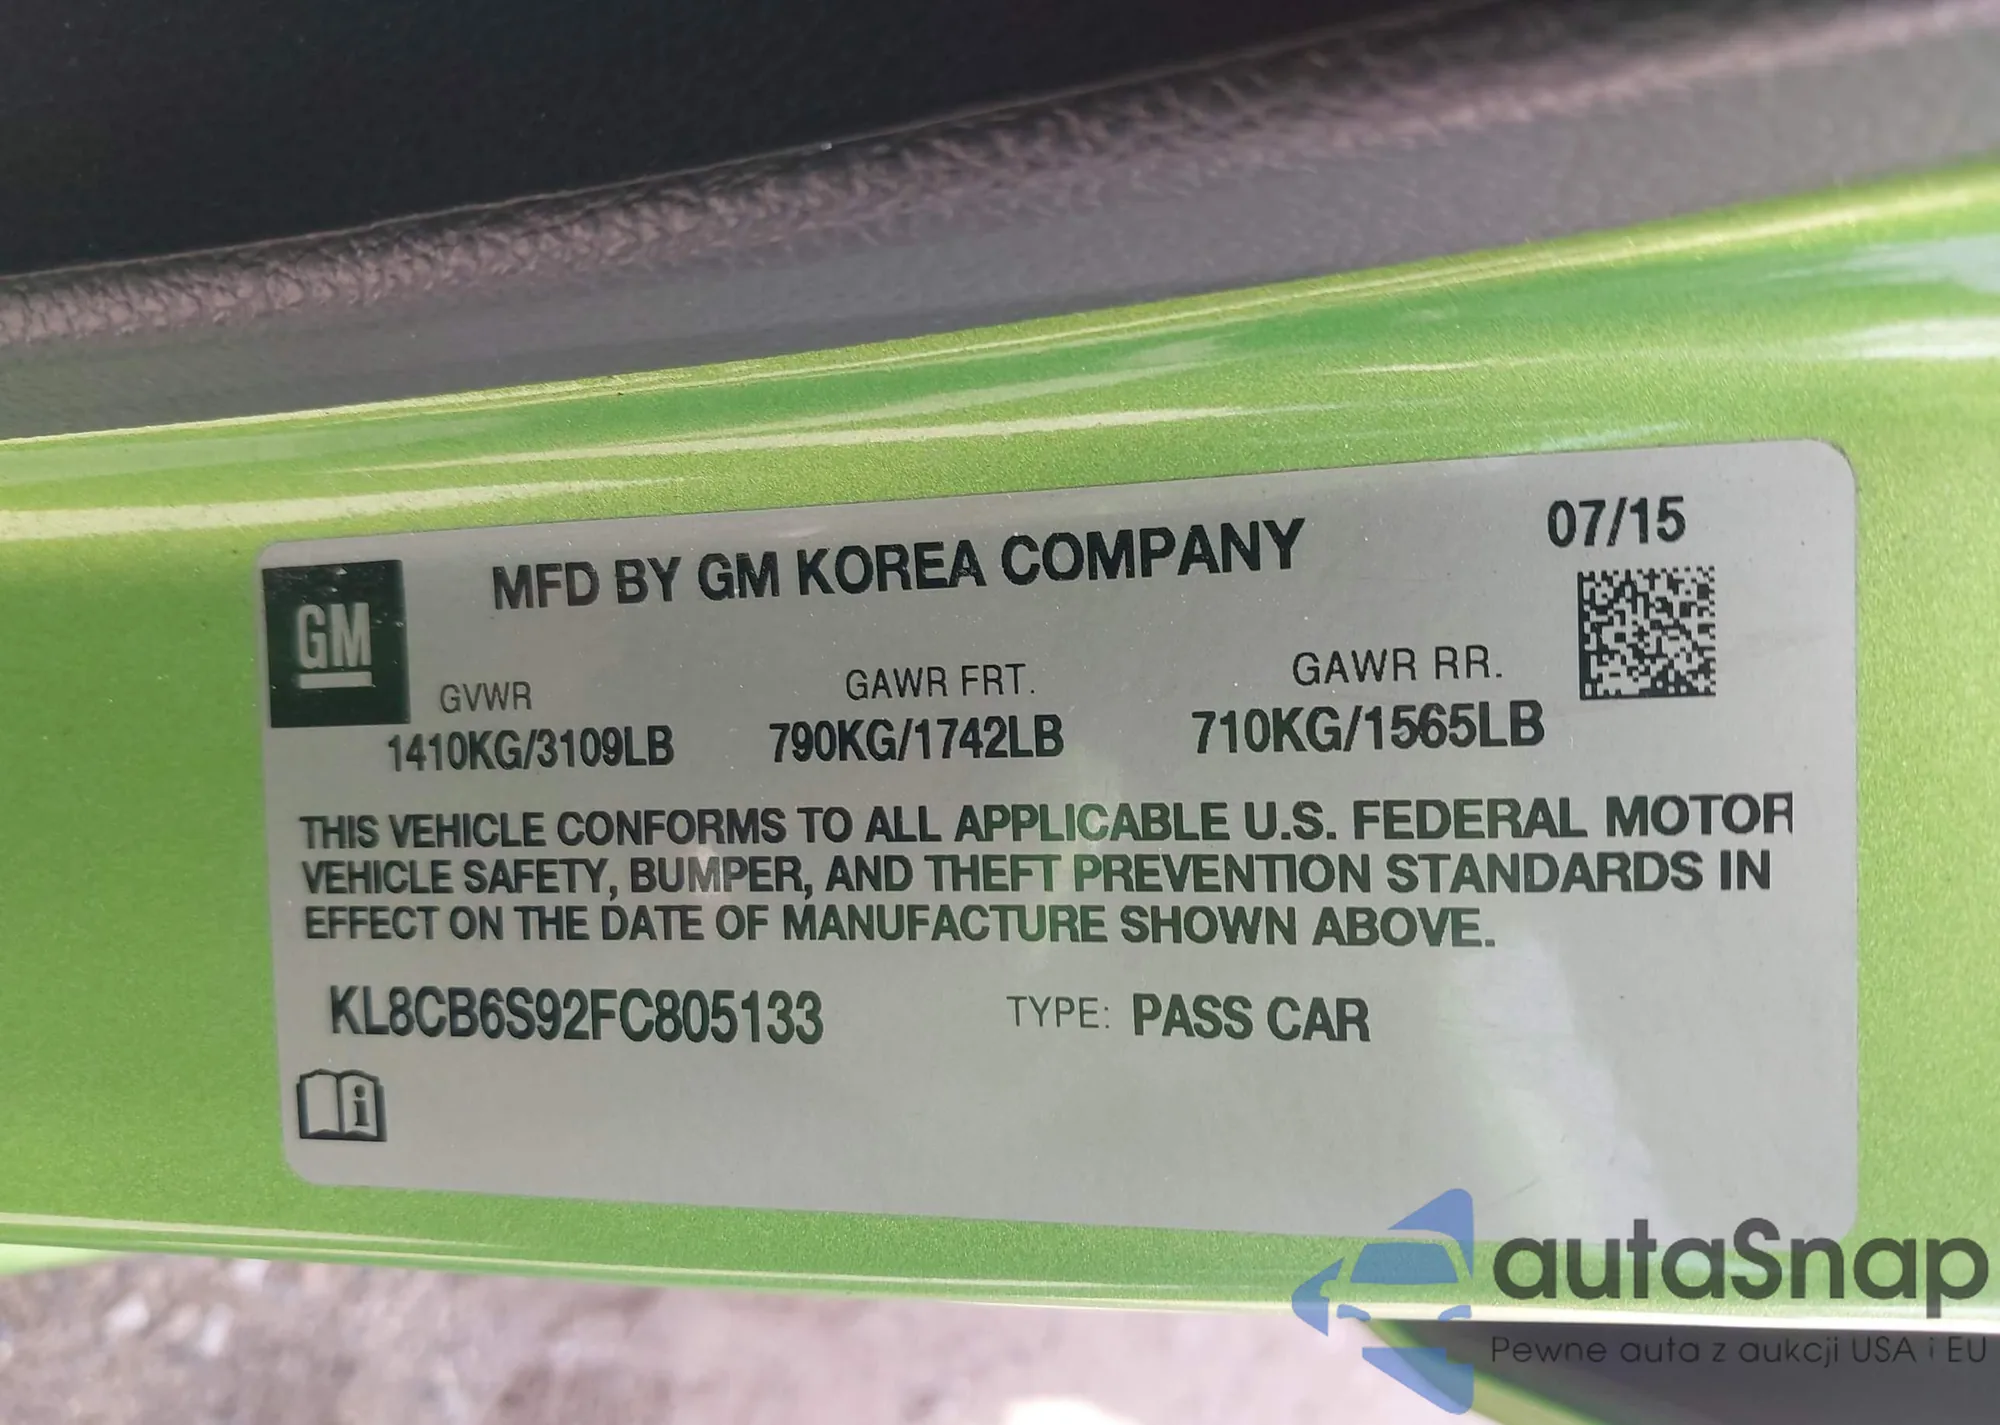 MFD BY GM KOREA COMPANY
07/15
GM
GVWR
GAWR FRT.
GAWR RR.
1410KG/3109LB
790KG/1742LB
710KG/1565LB
THIS VEHICLE CONFORMS TO ALL APPLICABLE U.S. FEDERAL MOTOR
VEHICLE SAFETY, BUMPER, AND THEFT PREVENTION STANDARDS IN
EFFECT ON THE DATE OF MANUFACTURE SHOWN ABOVE.
KL8CB6S92FC805133
TYPE: PASS CAR
i
autaSnap
Pewne auta z aukcji USA i EU